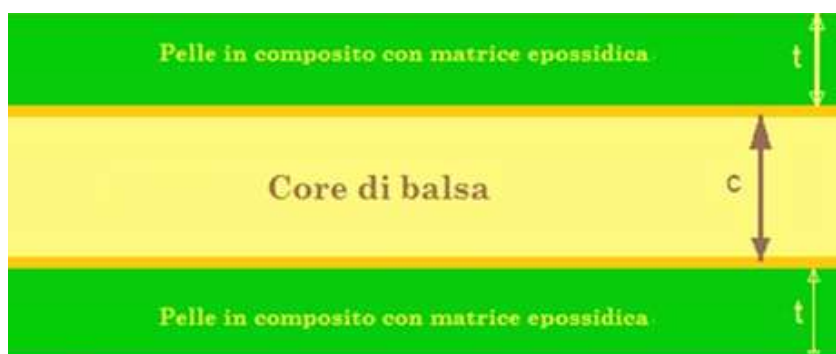 Pelle in composito con matrice epossidica
t
Core di balsa
c
Pelle in composito con matrice epossidica
t